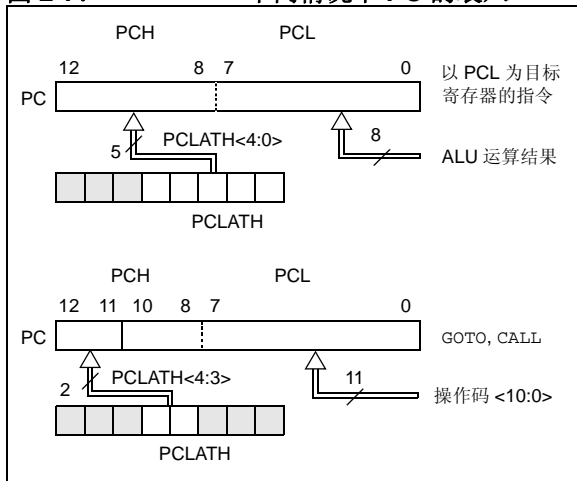 PCH PCL
12 8 7 0
PC
以 PCL 为目标
寄存器的指令
5 PCLATH<4:0> 8
ALU 运算结果
PCLATH
PCH PCL
12 11 10 8 7 0
PC GOTO, CALL
2 PCLATH<4:3> 11
操作码 <10:0>
PCLATH